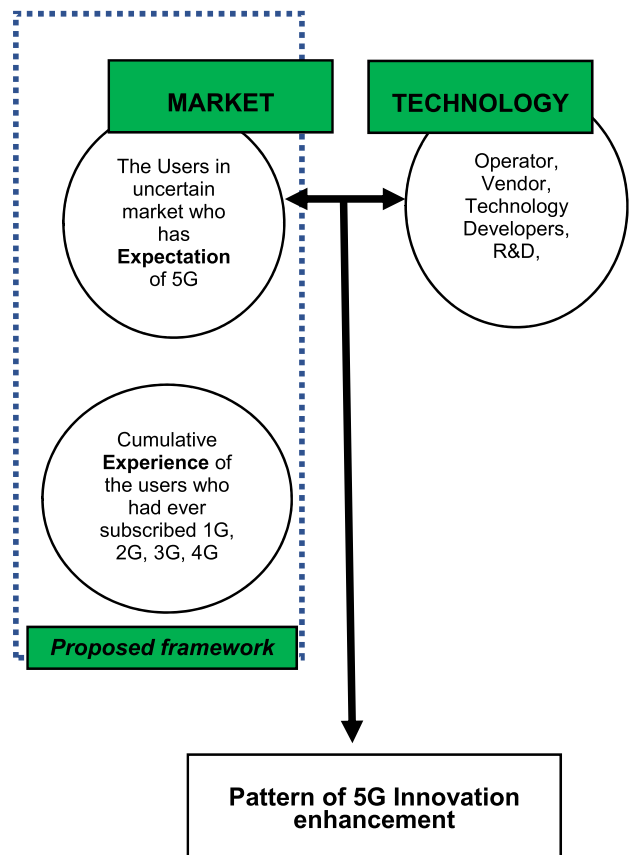 MARKET
The Users in
uncertain
market who
has
Expectation
of 5G
TECHNOLOGY
Operator,
Vendor,
Technology
Developers,
R&D,
Cumulative
Experience of
the users who
had ever
subscribed 1G,
2G, 3G, 4G
Proposed framework
Pattern of 5G Innovation
enhancement